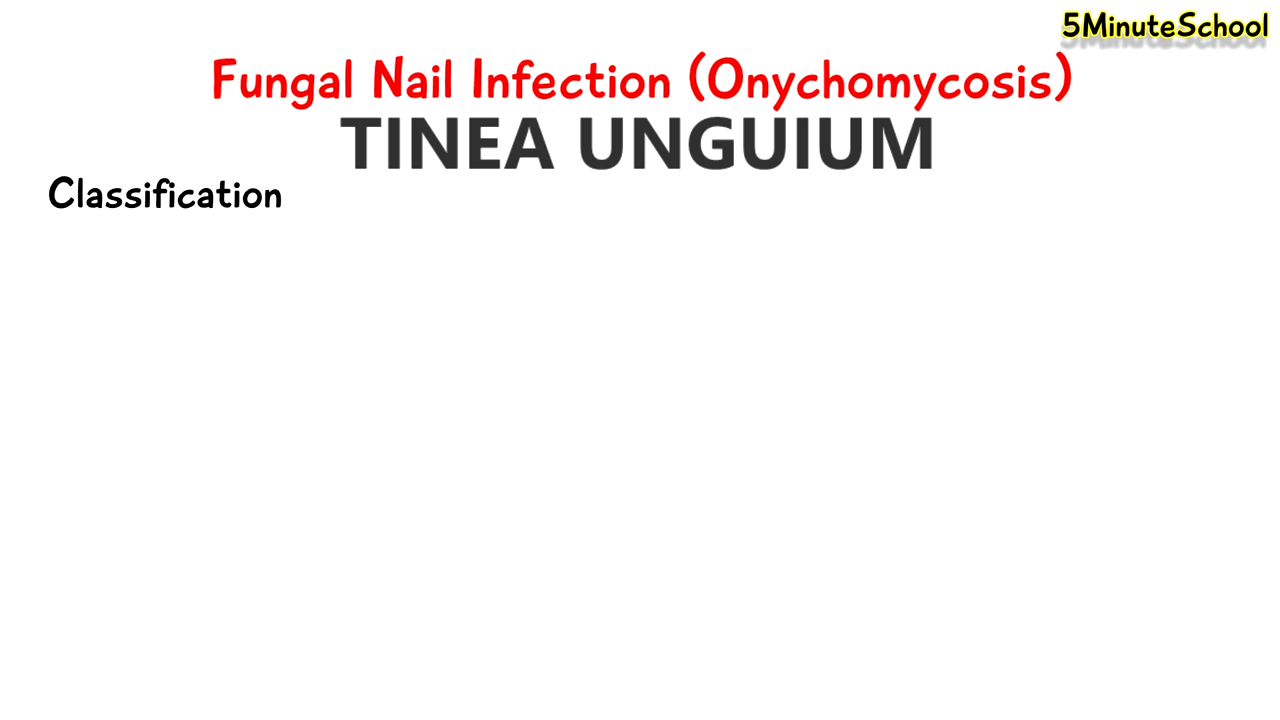 5MinuteSchool
Fungal Nail Infection (Onychomycosis)
TINEA UNGUIUM
Classification